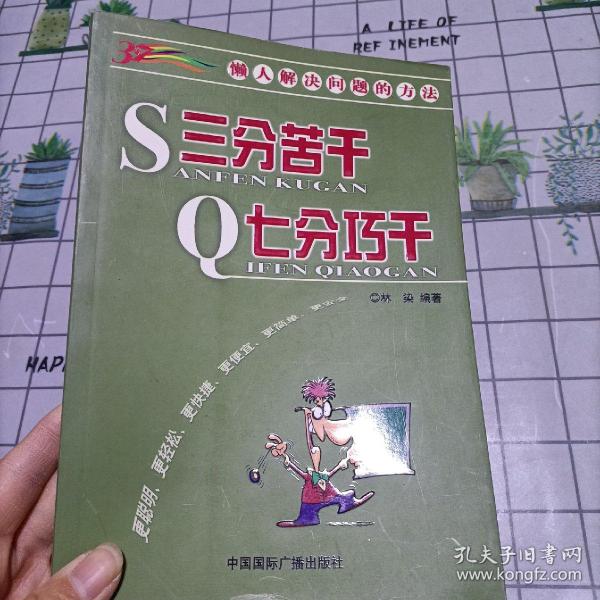 A LIFE OF
REFINEMENT
懒人解决问题的方法
S三分苦干
ANFEN KUGAN
Q七分巧干
IFEN QIAOGAN
林 染 编著
更聪明、更轻松、更快捷、更便宜、更简单、
HAP
中国国际广播出版社
孔夫子旧书网
www.kongfz.com